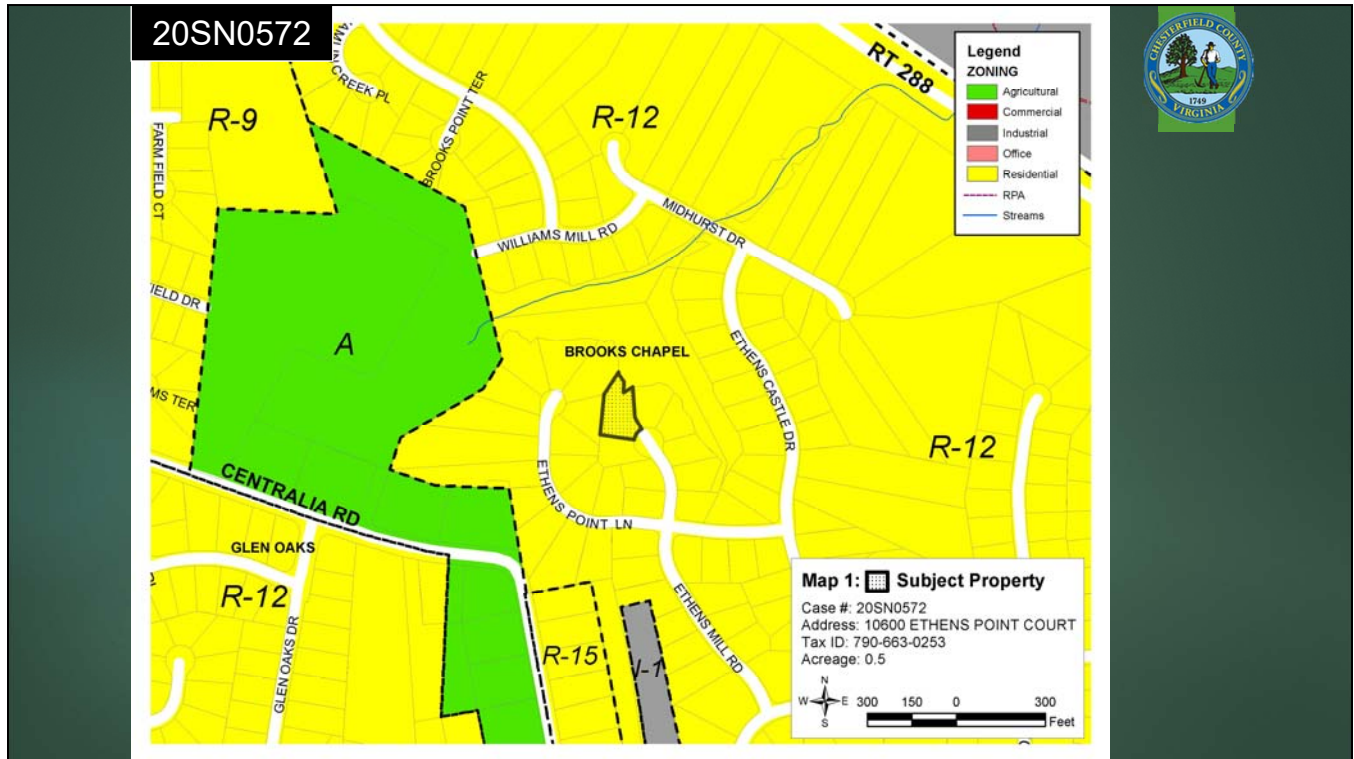 20SN0572
CHESTERFIELD COUNTY
1749
VIRGINIA
Legend
ZONING
Agricultural
Commercial
Industrial
Office
Residential
RPA
Streams
RT 288
CREEK PL
BROOKS POINT TER
R-9
R-12
FARM FIELD CT
MIDHURST DR
WILLIAMS MILL RD
IELD DR
A
BROOKS CHAPEL
ETHENS CASTLE DR
MS TER
R-12
CENTRALIA RD
ETHENS POINT LN
GLEN OAKS
R-12
GLEN OAKS DR
ETHENS MILL RD
R-15
I-1
Map 1: Subject Property
Case #: 20SN0572
Address: 10600 ETHENS POINT COURT
Tax ID: 790-663-0253
Acreage: 0.5
N
W E
S
300 150 0 300
Feet